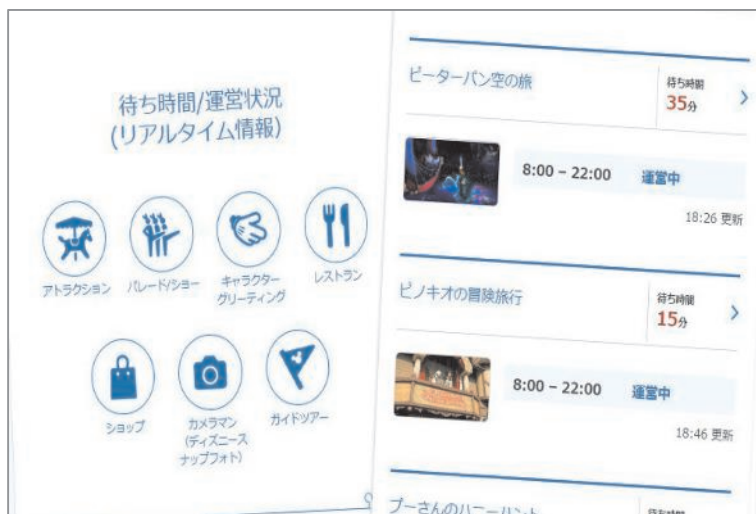 待ち時間/運営状況
(リアルタイム情報)
アトラクション
パレード/ショー
キャラクター
グリーティング
レストラン
ショップ
カメラマン
(ディズニース
ナップフォト)
ガイドツアー
ピーターパン空の旅
待ち時間
35分
8:00 − 22:00 運営中
18:26 更新
ピノキオの冒険旅行
待ち時間
15分
8:00 − 22:00 運営中
18:46 更新
プーさんのハニーハント
待ち時間